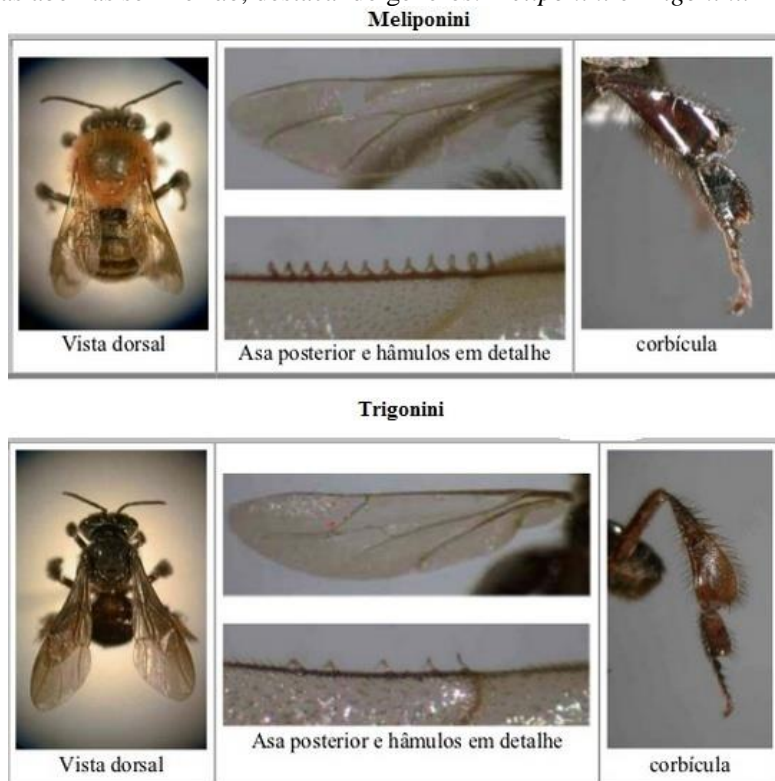 Meliponini
Vista dorsal
Asa posterior e hâmulos em detalhe
corbícula
Trigonini
Vista dorsal
Asa posterior e hâmulos em detalhe
corbícula